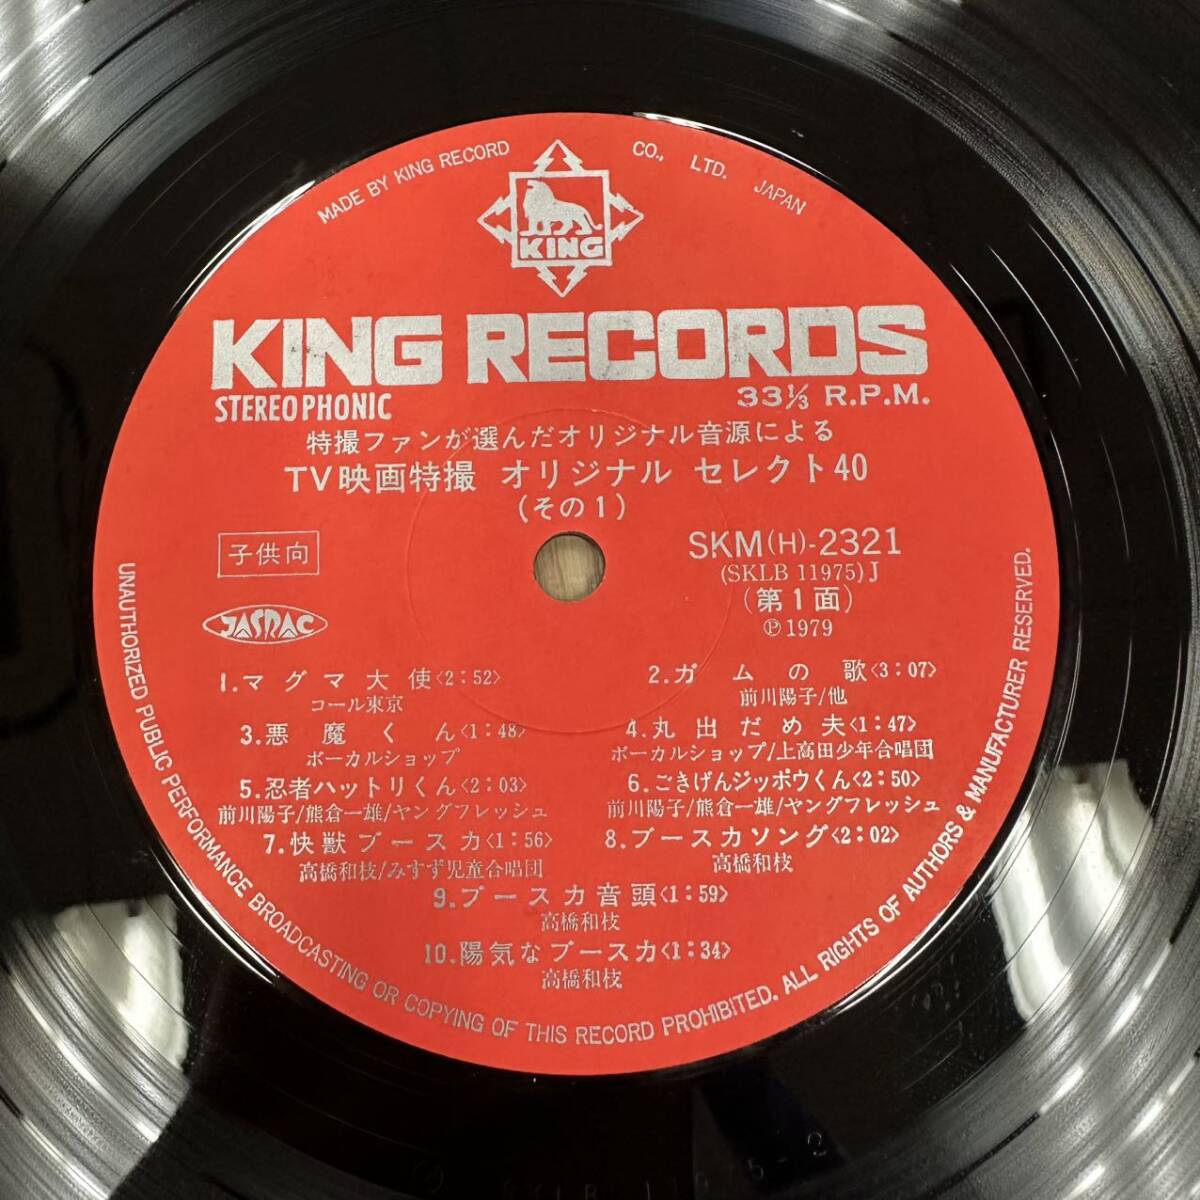 MADE BY KING RECORD CO., LTD. JAPAN
KING
KING RECORDS
STEREOPHONIC
33⅓ R.P.M.
特撮ファンが選んだオリジナル音源による
TV映画特撮 オリジナル セレクト40
(その1)
子供向
SKM(H)-2321
(SKLB 11975)J
(第1面)
℗1979
JASRAC
1.マグマ大使<2:52>
コール東京
2.ガムの歌<3:07>
前川陽子/他
3.悪魔くん<1:48>
ボーカルショップ
4.丸出だめ夫<1:47>
ボーカルショップ/上高田少年合唱団
5.忍者ハットリくん<2:03>
前川陽子/熊倉一雄/ヤングフレッシュ
6.ごきげんジッポウくん<2:50>
前川陽子/熊倉一雄/ヤングフレッシュ
7.快獣ブースカ<1:56>
高橋和枝/みすず児童合唱団
8.ブースカソング<2:02>
高橋和枝
9.ブースカ音頭<1:59>
高橋和枝
10.陽気なブースカ<1:34>
高橋和枝
UNAUTHORIZED PUBLIC PERFORMANCE BROADCASTING OR COPYING OF THIS RECORD PROHIBITED. ALL RIGHTS OF AUTHORS & MANUFACTURER RESERVED.